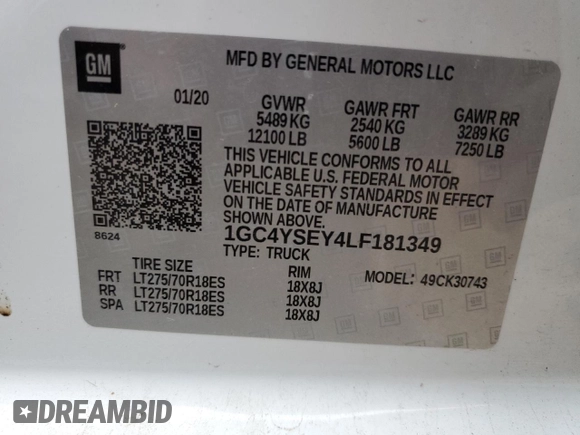 GM
MFD BY GENERAL MOTORS LLC
01/20
GVWR GAWR FRT GAWR RR
5489 KG 2540 KG 3289 KG
12100 LB 5600 LB 7250 LB
THIS VEHICLE CONFORMS TO ALL
APPLICABLE U.S. FEDERAL MOTOR
VEHICLE SAFETY STANDARDS IN EFFECT
ON THE DATE OF MANUFACTURE
SHOWN ABOVE.
8624
1GC4YSEY4LF181349
TYPE: TRUCK
TIRE SIZE RIM MODEL: 49CK30743
FRT LT275/70R18ES 18X8J
RR LT275/70R18ES 18X8J
SPA LT275/70R18ES 18X8J
DREAMBID